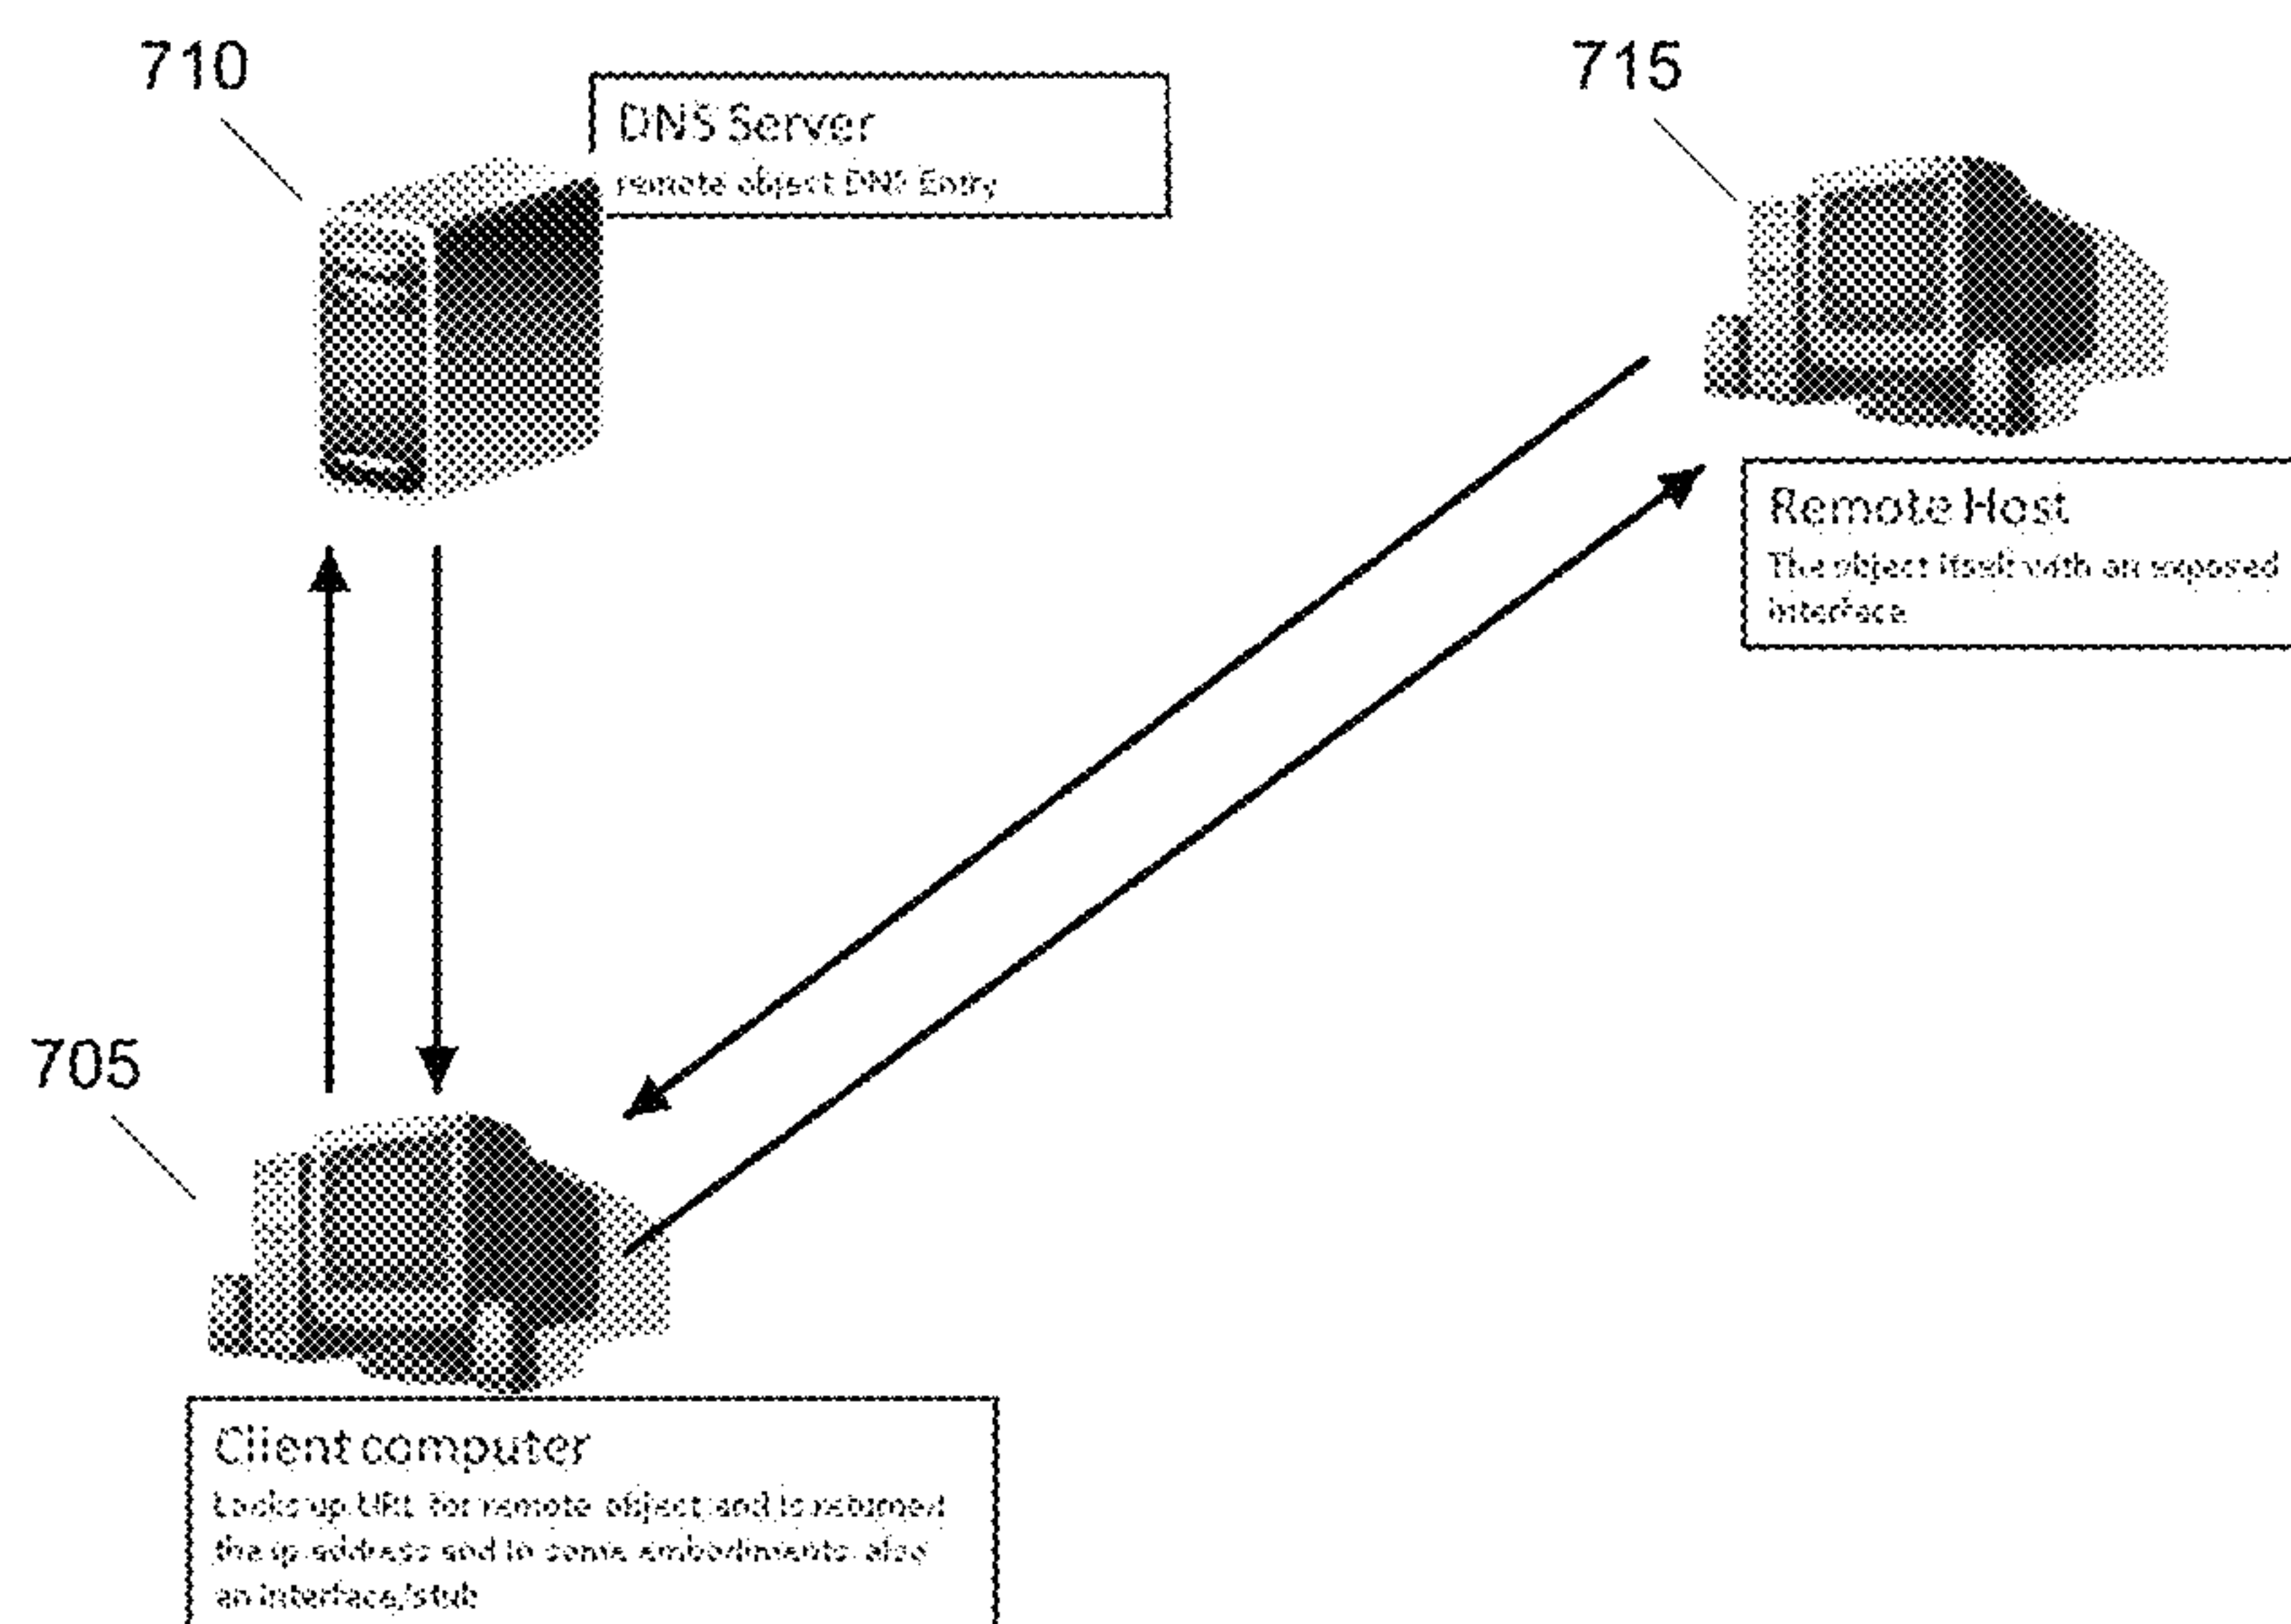 710
DNS Server
remote object DNS Entry
715
Remote Host
The object itself with an exposed
interface
705
Client computer
Looks up URL for remote object and is returned
the ip address and in some embodiments also
an interface/stub